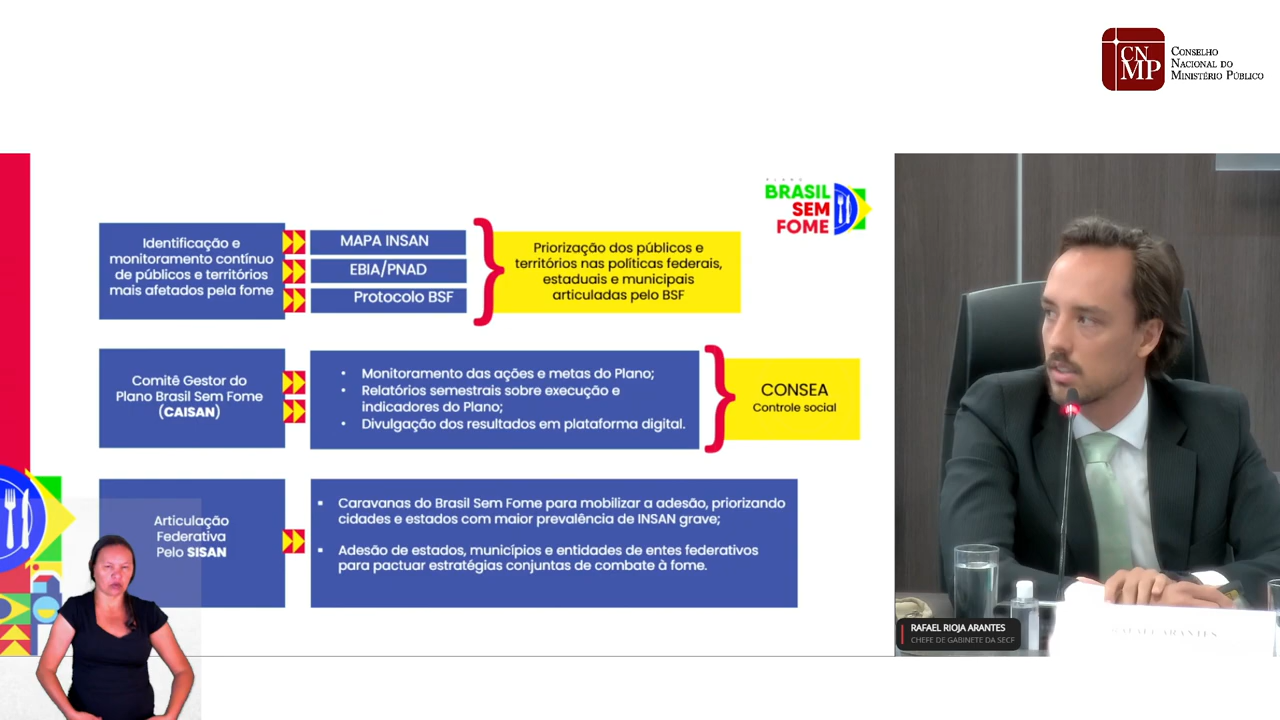 CN
MP
CONSELHO
NACIONAL DO
MINISTÉRIO PÚBLICO
PLANO
BRASIL
SEM
FOME
Identificação e
monitoramento contínuo
de públicos e territórios
mais afetados pela fome
MAPA INSAN
EBIA/PNAD
Protocolo BSF
Priorização dos públicos e
territórios nas políticas federais,
estaduais e municipais
articuladas pelo BSF
Comitê Gestor do
Plano Brasil Sem Fome
(CAISAN)
• Monitoramento das ações e metas do Plano;
• Relatórios semestrais sobre execução e
indicadores do Plano;
• Divulgação dos resultados em plataforma digital.
CONSEA
Controle social
Articulação
Federativa
Pelo SISAN
▪ Caravanas do Brasil Sem Fome para mobilizar a adesão, priorizando
cidades e estados com maior prevalência de INSAN grave;
▪ Adesão de estados, municípios e entidades de entes federativos
para pactuar estratégias conjuntas de combate à fome.
RAFAEL RIOJA ARANTES
CHEFE DE GABINETE DA SECF
RAFAEL ARANTES